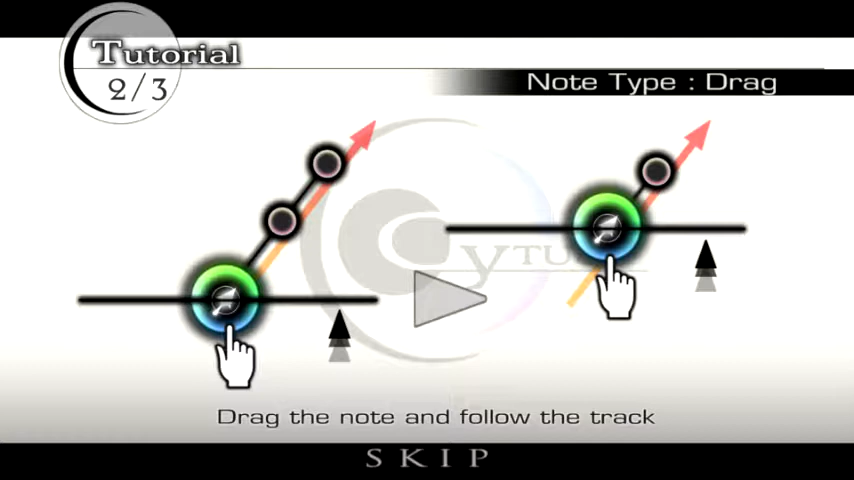 Tutorial
2/3
Note Type : Drag
Drag the note and follow the track
SKIP